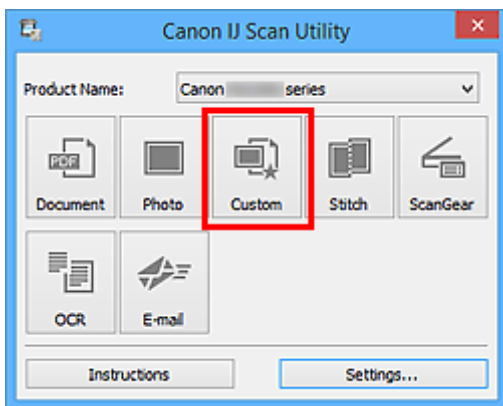 Canon IJ Scan Utility
Product Name:
Canon series
PDF
Document
Photo
Custom
Stitch
ScanGear
OCR
E-mail
Instructions
Settings...